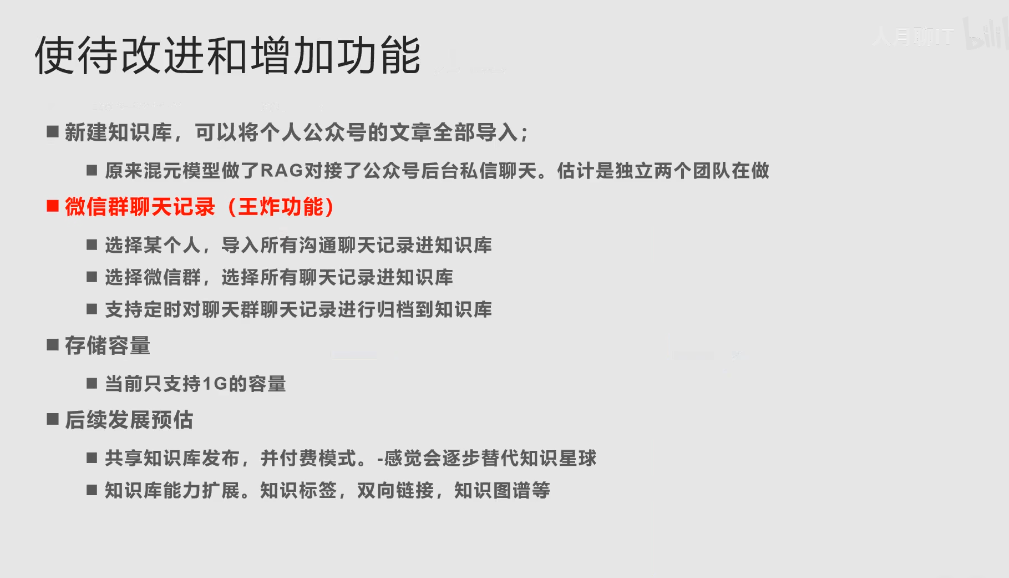 使待改进和增加功能
新建知识库，可以将个人公众号的文章全部导入；
原来混元模型做了RAG对接了公众号后台私信聊天。估计是独立两个团队在做
微信群聊天记录（王炸功能）
选择某个人，导入所有沟通聊天记录进知识库
选择微信群，选择所有聊天记录进知识库
支持定时对聊天群聊天记录进行归档到知识库
存储容量
当前只支持1G的容量
后续发展预估
共享知识库发布，并付费模式。-感觉会逐步替代知识星球
知识库能力扩展。知识标签，双向链接，知识图谱等